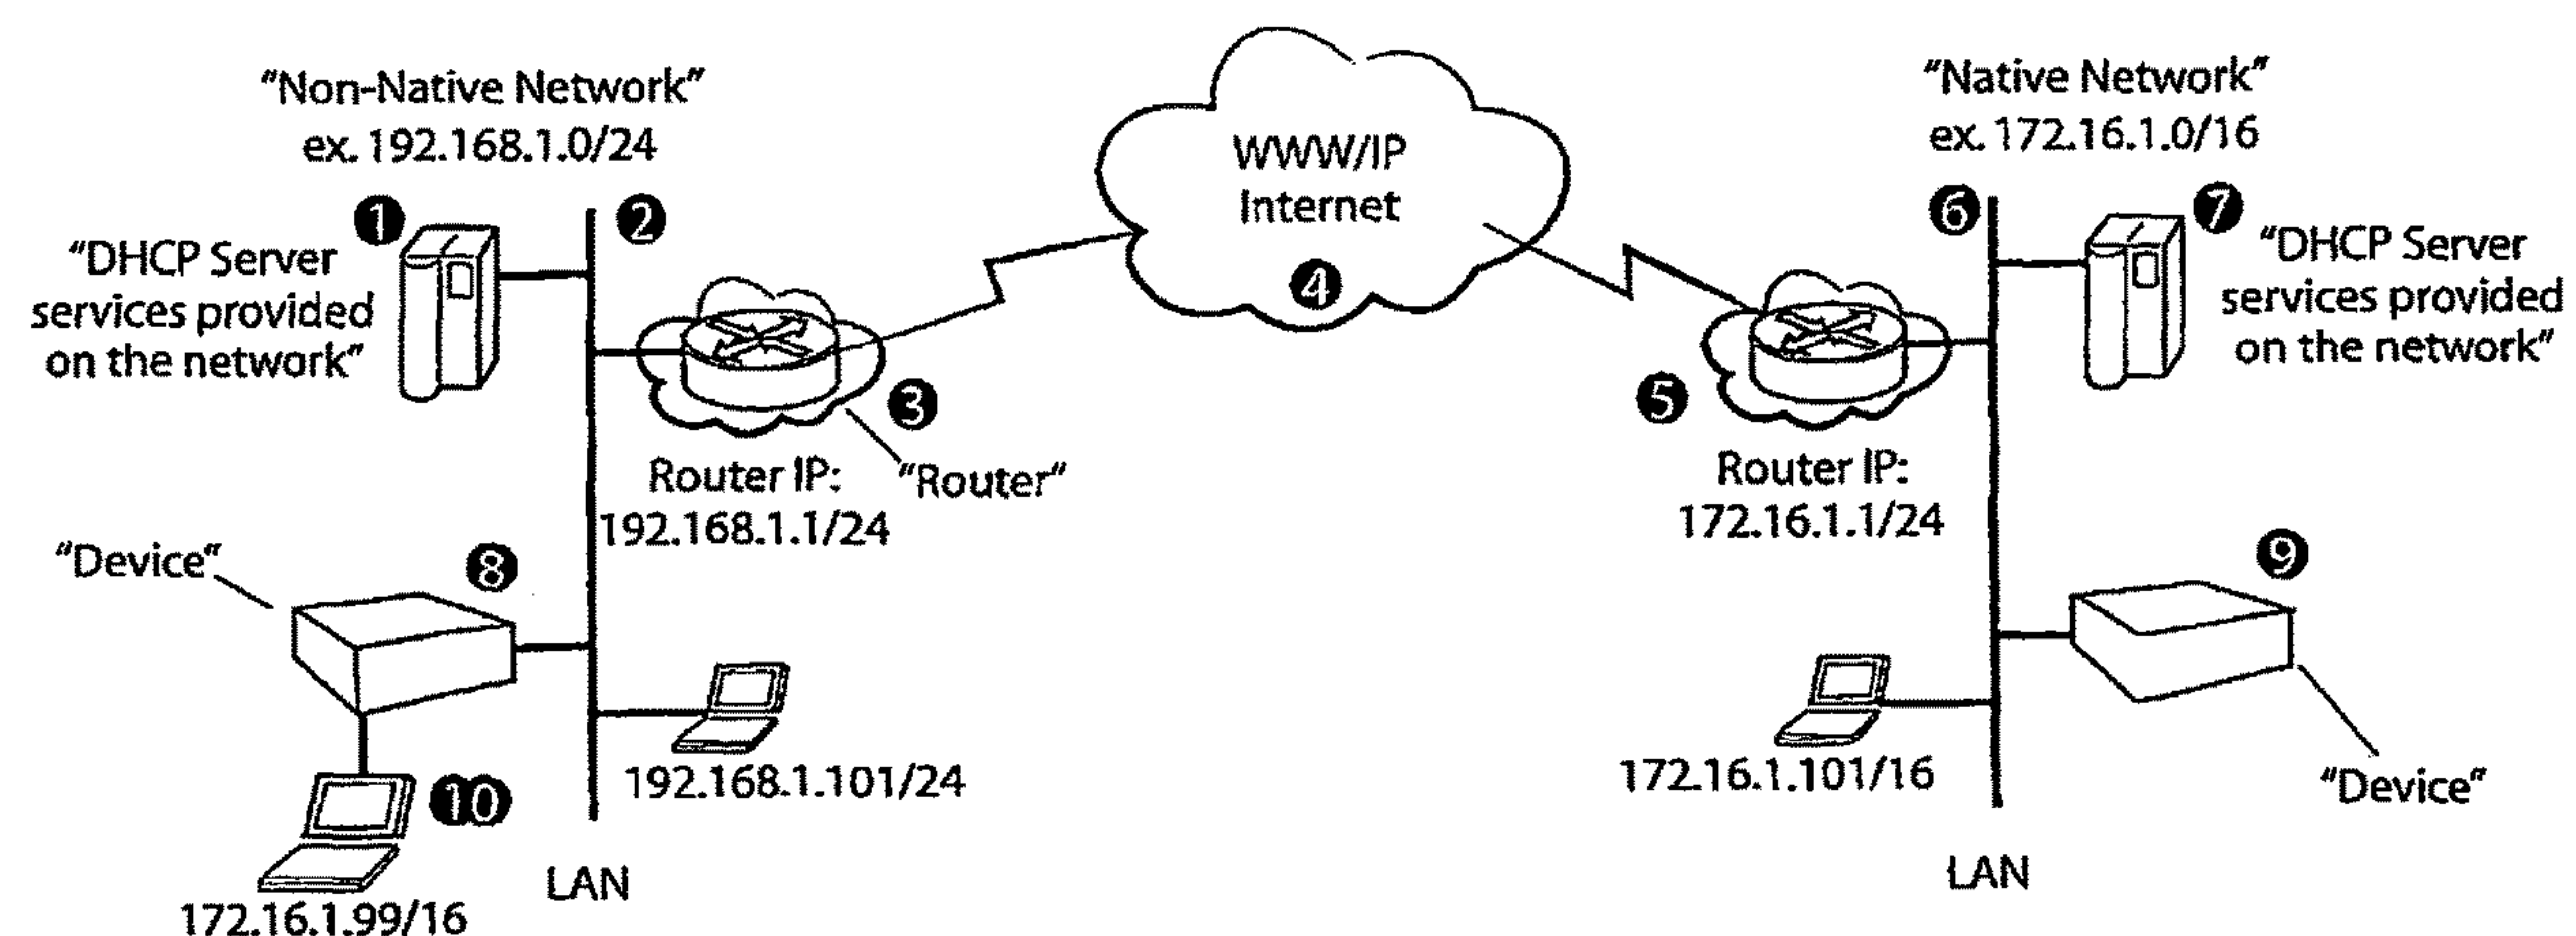 “Non-Native Network”
ex. 192.168.1.0/24
1
2
“DHCP Server
services provided
on the network”
3
Router IP:
192.168.1.1/24
“Router”
WWW/IP
Internet
4
“Native Network”
ex. 172.16.1.0/16
6
7
“DHCP Server
services provided
on the network”
5
Router IP:
172.16.1.1/24
“Device”
8
192.168.1.101/24
10
172.16.1.99/16
LAN
9
172.16.1.101/16
“Device”
LAN